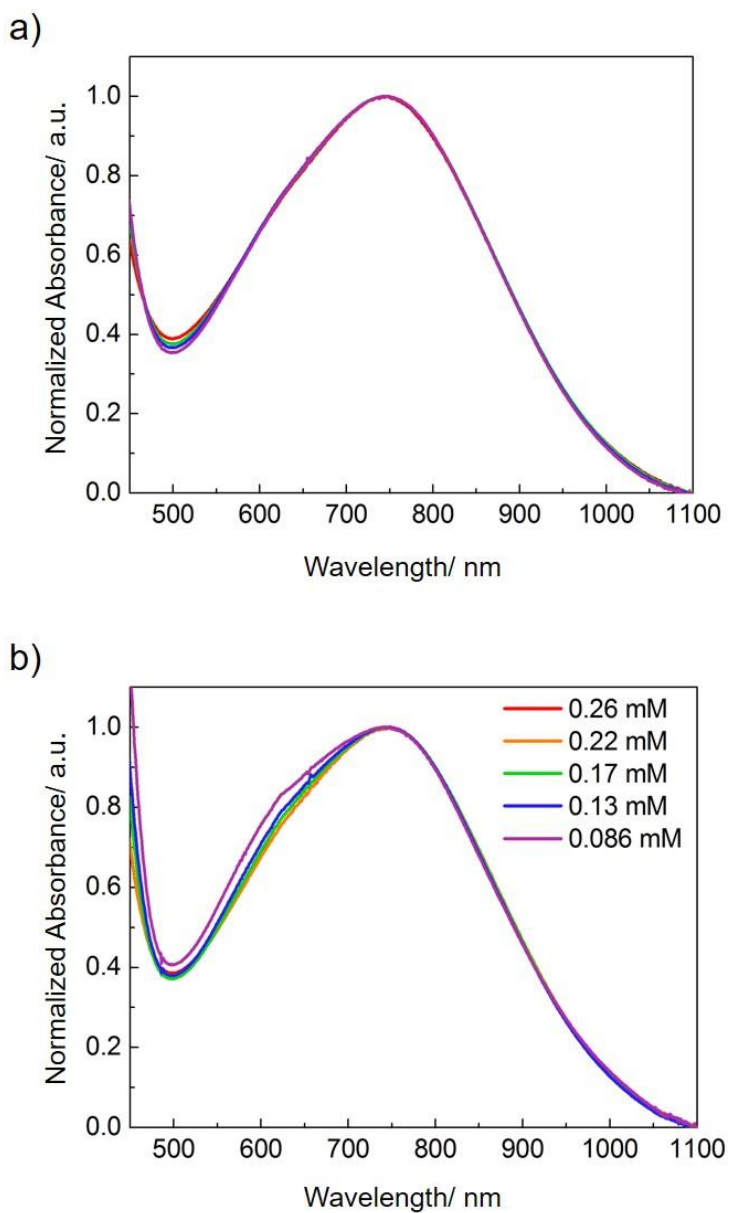 a)
Normalized Absorbance/ a.u.
1.0
0.8
0.6
0.4
0.2
0.0
500 600 700 800 900 1000 1100
Wavelength/ nm
b)
Normalized Absorbance/ a.u.
1.0
0.8
0.6
0.4
0.2
0.0
0.26 mM
0.22 mM
0.17 mM
0.13 mM
0.086 mM
500 600 700 800 900 1000 1100
Wavelength/ nm